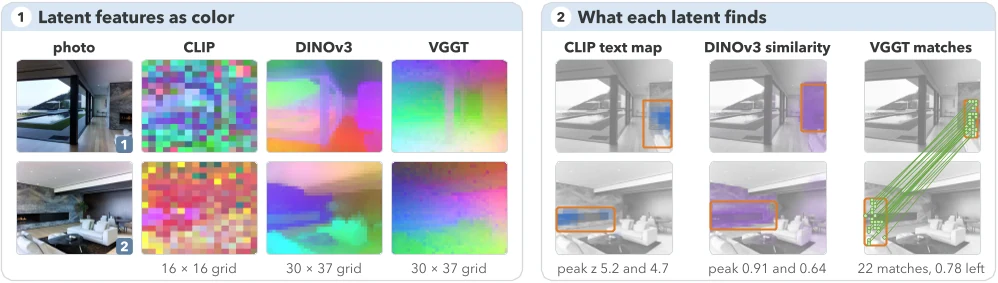 1 Latent features as color
photo CLIP DINOv3 VGGT
1
2
16 × 16 grid 30 × 37 grid 30 × 37 grid
2 What each latent finds
CLIP text map DINOv3 similarity VGGT matches
peak z 5.2 and 4.7 peak 0.91 and 0.64 22 matches, 0.78 left